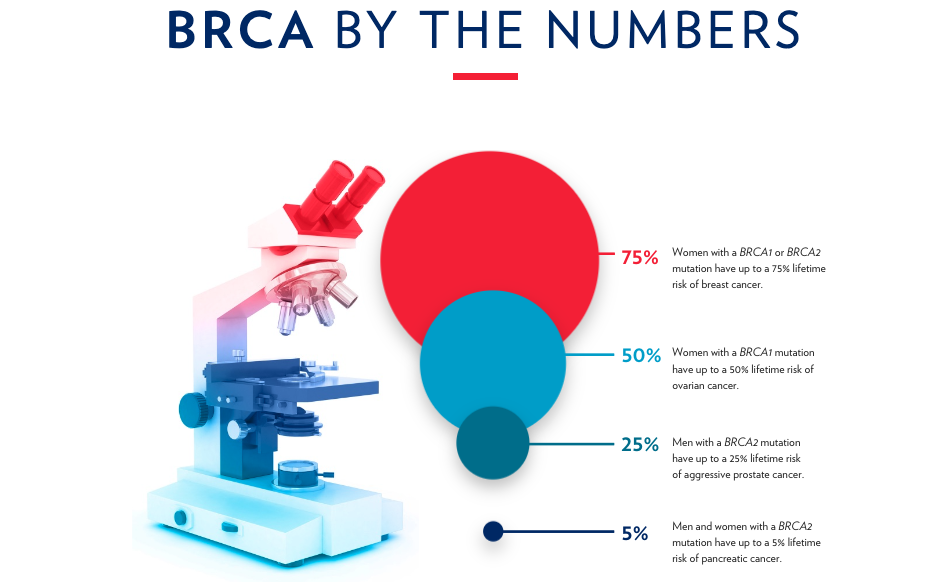 BRCA BY THE NUMBERS
75%
Women with a BRCA1 or BRCA2
mutation have up to a 75% lifetime
risk of breast cancer.
50%
Women with a BRCA1 mutation
have up to a 50% lifetime risk of
ovarian cancer.
25%
Men with a BRCA2 mutation
have up to a 25% lifetime risk
of aggressive prostate cancer.
5%
Men and women with a BRCA2
mutation have up to a 5% lifetime
risk of pancreatic cancer.